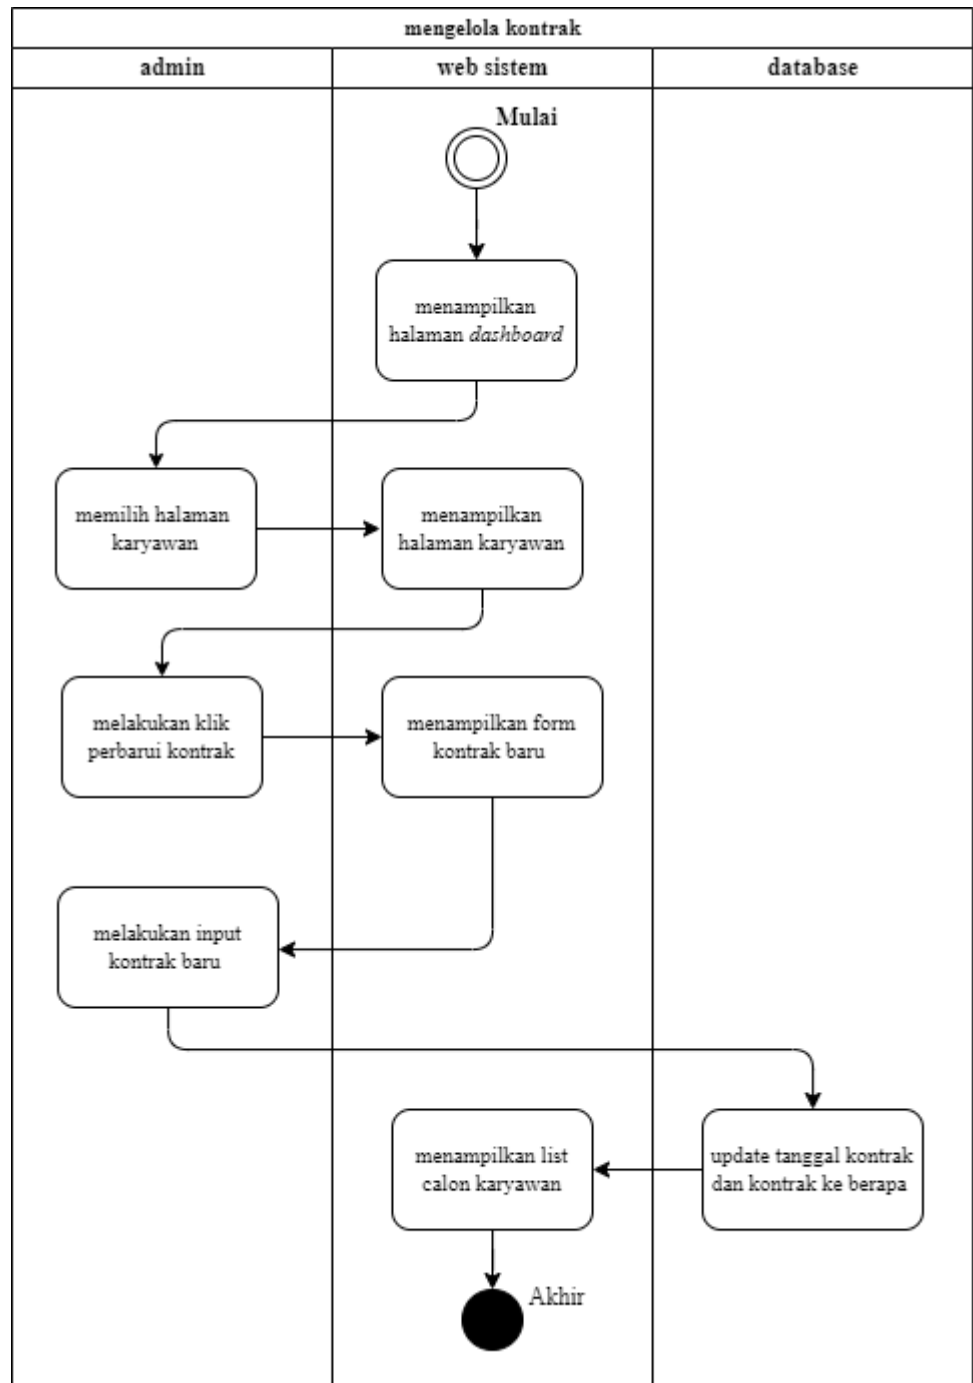 mengelola kontrak
admin
web sistem
database
Mulai
menampilkan
halaman dashboard
memilih halaman
karyawan
menampilkan
halaman karyawan
melakukan klik
perbarui kontrak
menampilkan form
kontrak baru
melakukan input
kontrak baru
update tanggal kontrak
dan kontrak ke berapa
menampilkan list
calon karyawan
Akhir